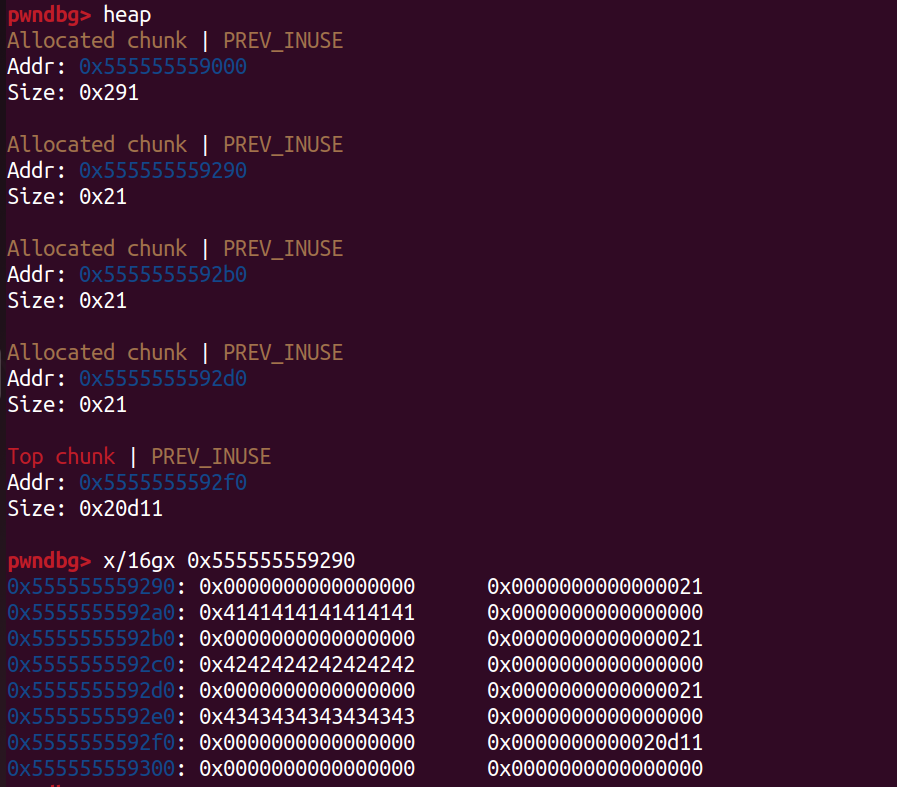 pwndbg> heap
Allocated chunk | PREV_INUSE
Addr: 0x555555559000
Size: 0x291
Allocated chunk | PREV_INUSE
Addr: 0x555555559290
Size: 0x21
Allocated chunk | PREV_INUSE
Addr: 0x5555555592b0
Size: 0x21
Allocated chunk | PREV_INUSE
Addr: 0x5555555592d0
Size: 0x21
Top chunk | PREV_INUSE
Addr: 0x5555555592f0
Size: 0x20d11
pwndbg> x/16gx 0x555555559290
0x555555559290: 0x0000000000000000 0x0000000000000021
0x5555555592a0: 0x4141414141414141 0x0000000000000000
0x5555555592b0: 0x0000000000000000 0x0000000000000021
0x5555555592c0: 0x4242424242424242 0x0000000000000000
0x5555555592d0: 0x0000000000000000 0x0000000000000021
0x5555555592e0: 0x4343434343434343 0x0000000000000000
0x5555555592f0: 0x0000000000000000 0x0000000000020d11
0x555555559300: 0x0000000000000000 0x0000000000000000